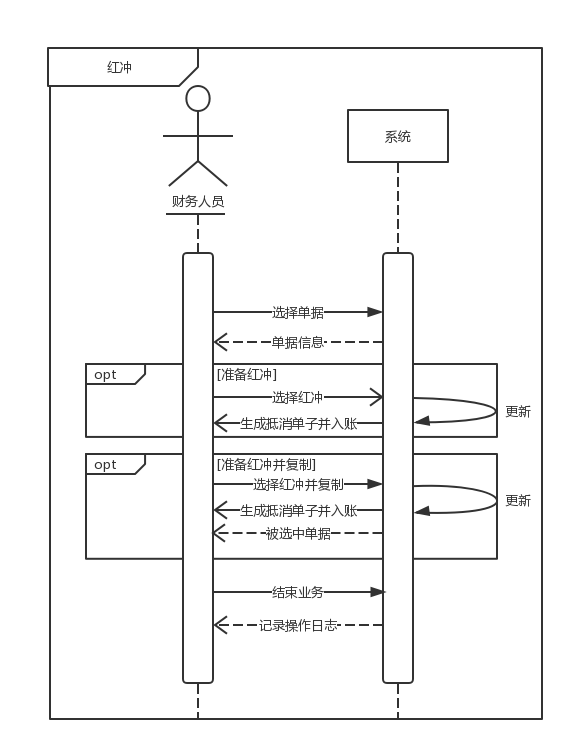 红冲
系统
财务人员
选择单据
单据信息
opt
[准备红冲]
选择红冲
更新
生成抵消单子并入账
opt
[准备红冲并复制]
选择红冲并复制
更新
生成抵消单子并入账
被选中单据
结束业务
记录操作日志